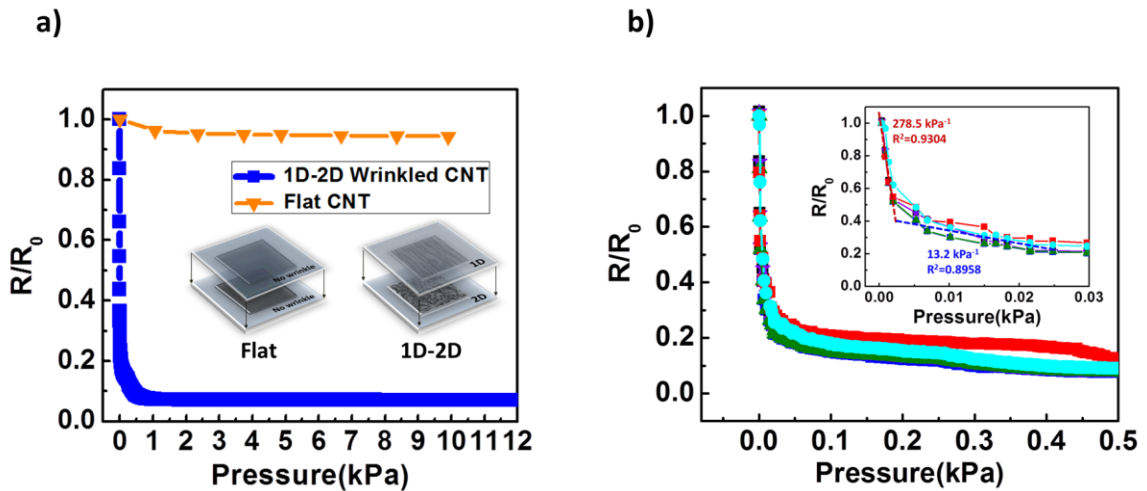 a)
R/R0
1.0
0.8
0.6
0.4
0.2
0.0
1D-2D Wrinkled CNT
Flat CNT
No wrinkle
No wrinkle
Flat
1D
2D
1D-2D
0 1 2 3 4 5 6 7 8 9 10 11 12
Pressure(kPa)
b)
R/R0
1.0
0.8
0.6
0.4
0.2
0.0
R/R0
1.0
0.8
0.6
0.4
0.2
0.0
278.5 kPa-1
R2=0.9304
13.2 kPa-1
R2=0.8958
0.00 0.01 0.02 0.03
Pressure(kPa)
0.0 0.1 0.2 0.3 0.4 0.5
Pressure(kPa)